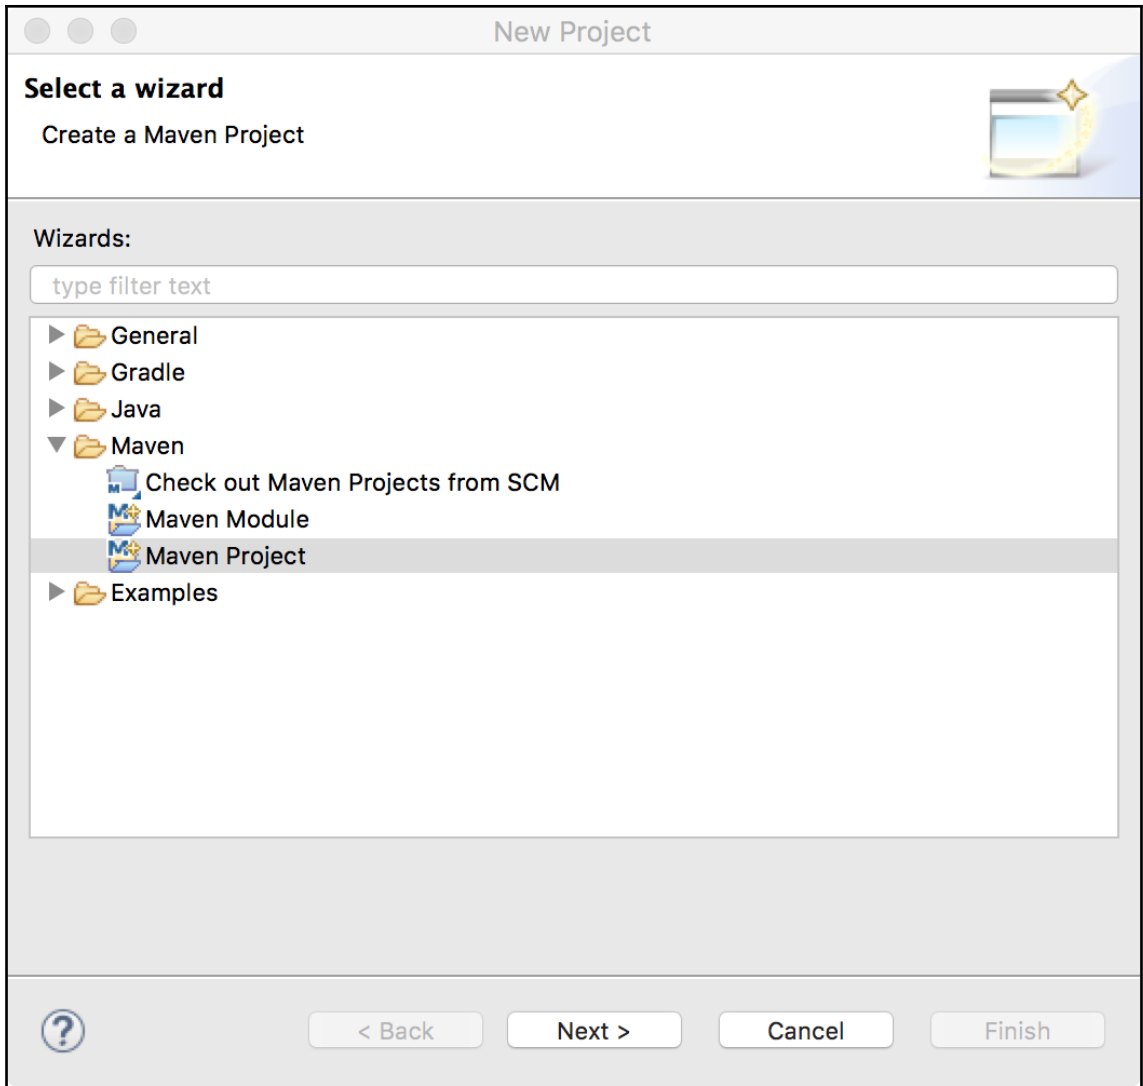 New Project
Select a wizard
Create a Maven Project
Wizards:
type filter text
General
Gradle
Java
Maven
Check out Maven Projects from SCM
Maven Module
Maven Project
Examples
? < Back Next > Cancel Finish